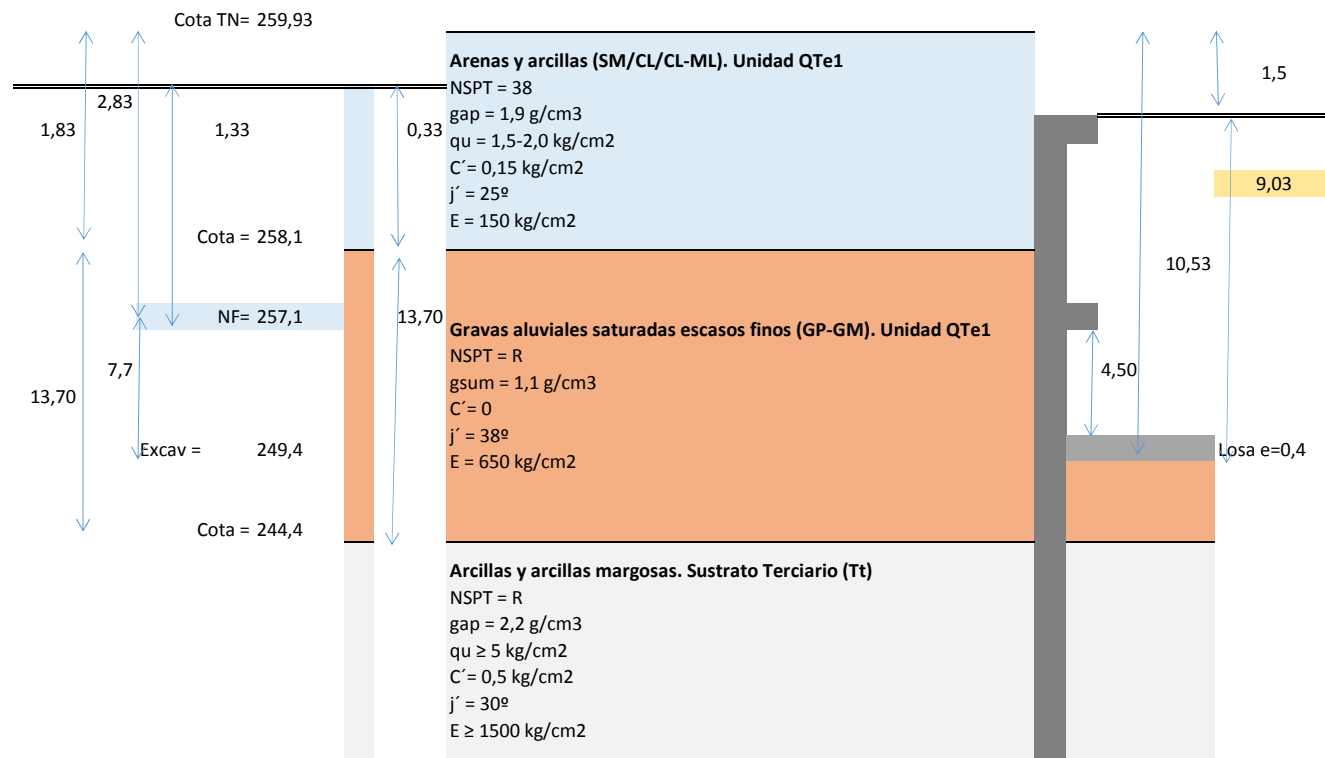 Cota TN= 259,93
2,83
1,83
1,33
0,33
Cota = 258,1
NF= 257,1
13,70
7,7
13,70
Excav = 249,4
Cota = 244,4
Arenas y arcillas (SM/CL/CL-ML). Unidad QTe1
NSPT = 38
gap = 1,9 g/cm3
qu = 1,5-2,0 kg/cm2
C´= 0,15 kg/cm2
j´ = 25º
E = 150 kg/cm2
Gravas aluviales saturadas escasos finos (GP-GM). Unidad QTe1
NSPT = R
gsum = 1,1 g/cm3
C´= 0
j´ = 38º
E = 650 kg/cm2
Arcillas y arcillas margosas. Sustrato Terciario (Tt)
NSPT = R
gap = 2,2 g/cm3
qu ≥ 5 kg/cm2
C´= 0,5 kg/cm2
j´ = 30º
E ≥ 1500 kg/cm2
1,5
9,03
10,53
4,50
Losa e=0,4